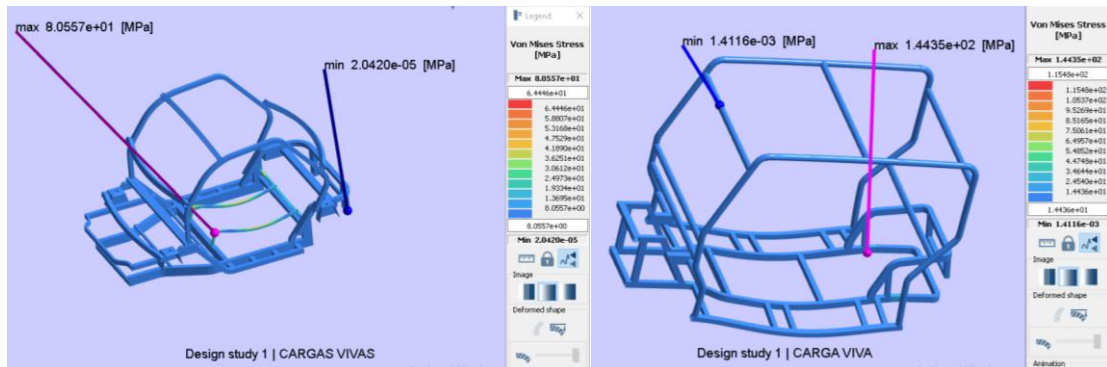 max 8.0557e+01 [MPa]
min 2.0420e-05 [MPa]
Design study 1 | CARGAS VIVAS
Legend
Von Mises Stress
[MPa]
Max 8.0557e+01
6.4446e+01
6.4446e+01
5.8807e+01
5.3168e+01
4.7529e+01
4.1890e+01
3.6251e+01
3.0612e+01
2.4973e+01
1.9334e+01
1.3695e+01
8.0557e+00
8.0557e+00
Min 2.0420e-05
Image
Deformed shape
min 1.4116e-03 [MPa]
max 1.4435e+02 [MPa]
Design study 1 | CARGA VIVA
Von Mises Stress
[MPa]
Max 1.4435e+02
1.1548e+02
1.1548e+02
1.0537e+02
9.5269e+01
8.5165e+01
7.5061e+01
6.4957e+01
5.4852e+01
4.4748e+01
3.4644e+01
2.4540e+01
1.4436e+01
1.4436e+01
Min 1.4116e-03
Image
Deformed shape
Animation